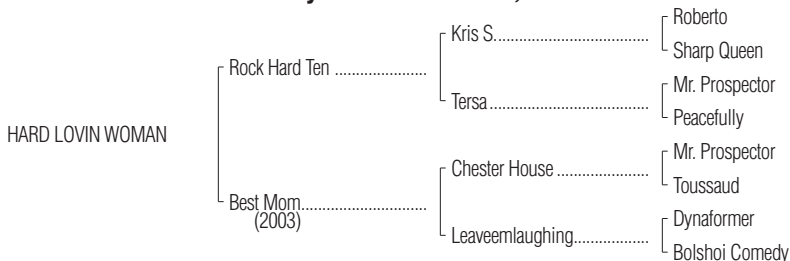 Roberto
Kris S.
Sharp Queen
Rock Hard Ten
Mr. Prospector
Tersa
Peacefully
HARD LOVIN WOMAN
Mr. Prospector
Chester House
Toussaud
Best Mom
(2003)
Dynaformer
Leaveemlaughing
Bolshoi Comedy